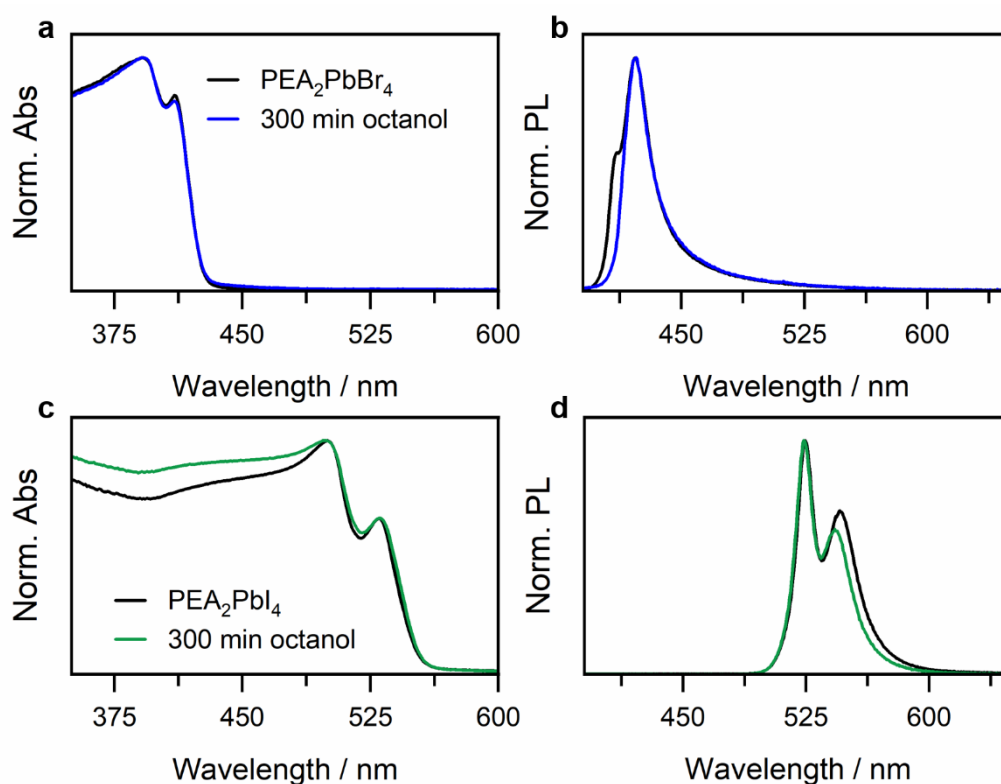 a
Norm. Abs
PEA₂PbBr₄
300 min octanol
375 450 525 600
Wavelength / nm
b
Norm. PL
450 525 600
Wavelength / nm
c
Norm. Abs
PEA₂PbI₄
300 min octanol
375 450 525 600
Wavelength / nm
d
Norm. PL
450 525 600
Wavelength / nm